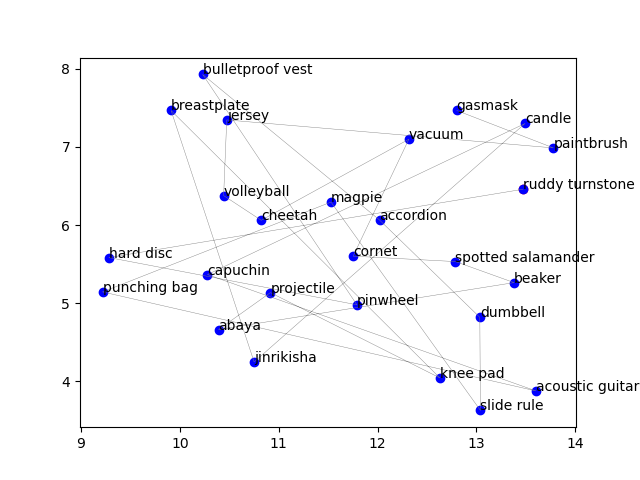 8
bulletproof vest
breastplate
jersey
gasmask
candle
vacuum
paintbrush
7
ruddy turnstone
volleyball
magpie
cheetah
accordion
6
hard disc
cornet
spotted salamander
capuchin
beaker
punching bag
projectile
pinwheel
5
dumbbell
abaya
jinrikisha
4
knee pad
acoustic guitar
slide rule
9
10
11
12
13
14